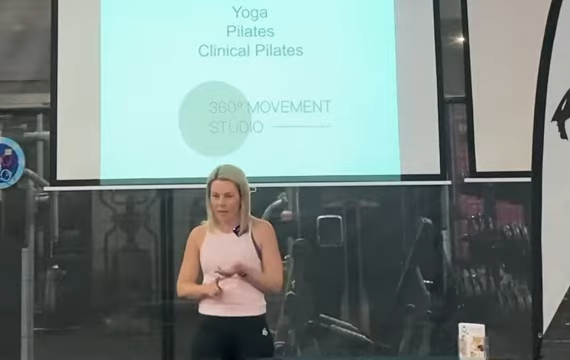 Yoga
Pilates
Clinical Pilates
360° MOVEMENT
STUDIO